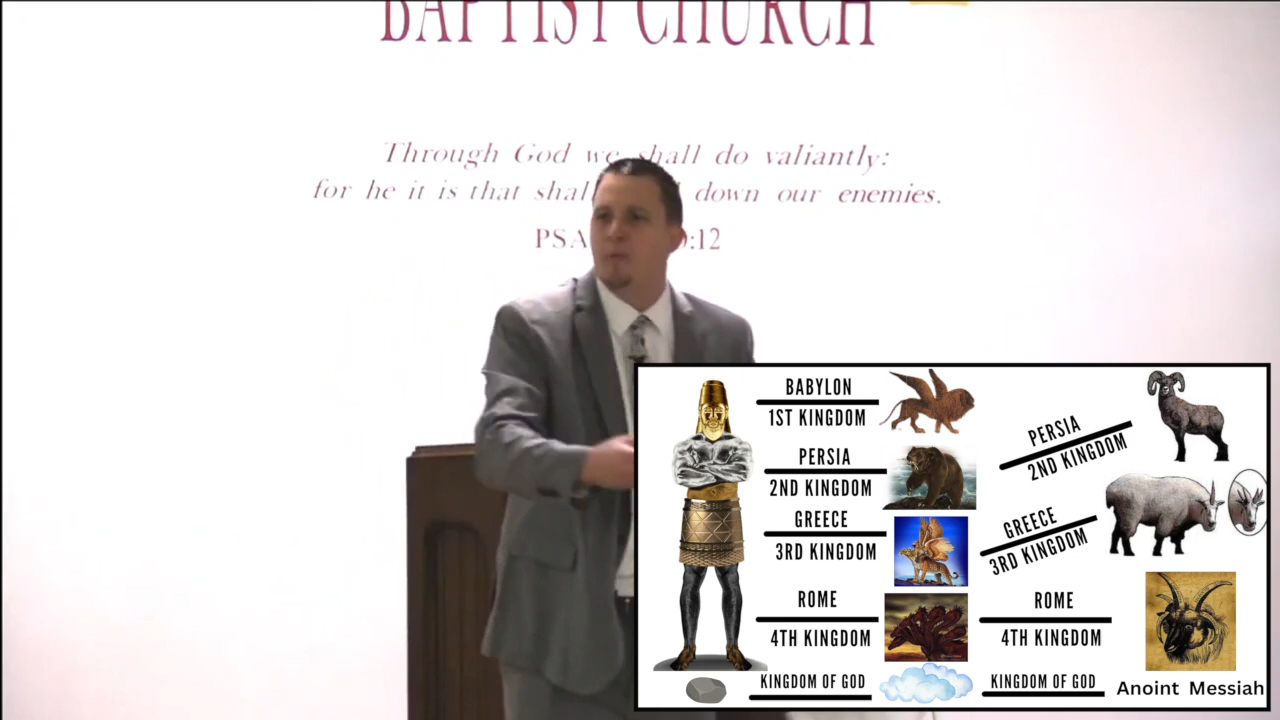 BAPTIST CHURCH
Through God we shall do valiantly:
for he it is that shall down our enemies.
:12
BABYLON
1ST KINGDOM
PERSIA
2ND KINGDOM
GREECE
3RD KINGDOM
ROME
4TH KINGDOM
KINGDOM OF GOD
PERSIA
2ND KINGDOM
GREECE
3RD KINGDOM
ROME
4TH KINGDOM
KINGDOM OF GOD
Anoint Messiah